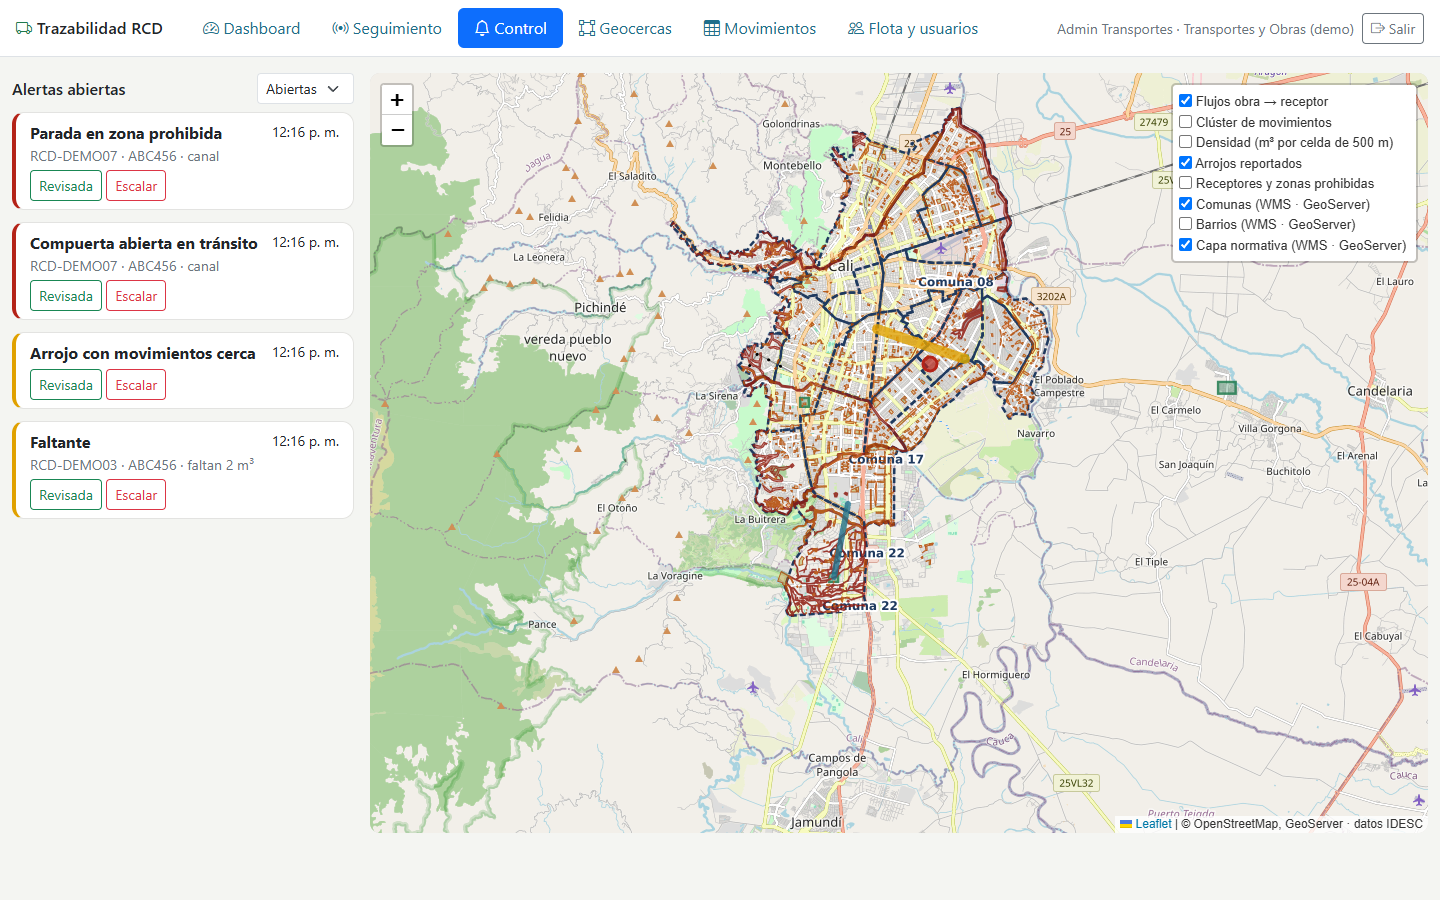 Trazabilidad RCD
Dashboard
Seguimiento
Control
Geocercas
Movimientos
Flota y usuarios
Admin Transportes · Transportes y Obras (demo)
Salir
Alertas abiertas
Abiertas
Parada en zona prohibida
12:16 p. m.
RCD-DEMO07 · ABC456 · canal
Revisada
Escalar
Compuerta abierta en tránsito
12:16 p. m.
RCD-DEMO07 · ABC456 · canal
Revisada
Escalar
Arrojo con movimientos cerca
12:16 p. m.
Revisada
Escalar
Faltante
12:16 p. m.
RCD-DEMO03 · ABC456 · faltan 2 m³
Revisada
Escalar
+
−
Flujos obra → receptor
Clúster de movimientos
Densidad (m³ por celda de 500 m)
Arrojos reportados
Receptores y zonas prohibidas
Comunas (WMS · GeoServer)
Barrios (WMS · GeoServer)
Capa normativa (WMS · GeoServer)
Golondrinas
25
27479
Montebello
Jagua
El Saladito
Felidia
La Leonera
Cali
Comuna 08
3202A
El Lauro
Pichindé
vereda pueblo
nuevo
El Poblado
Campestre
Candelaria
La Sirena
El Carmelo
Villa Gorgona
Navarro
El Arenal
Comuna 17
San Joaquín
Buchitolo
El Otoño
La Buitrera
Comuna 22
El Tiple
La Voragine
25-04A
Comuna 22
Pance
El Cabuyal
Candelaria
El Hormiguero
Cali
Cauca
Campos de
Pangola
Cauca
25VL32
Puerto Tejada
Jamundí
Leaflet | © OpenStreetMap, GeoServer · datos IDESC